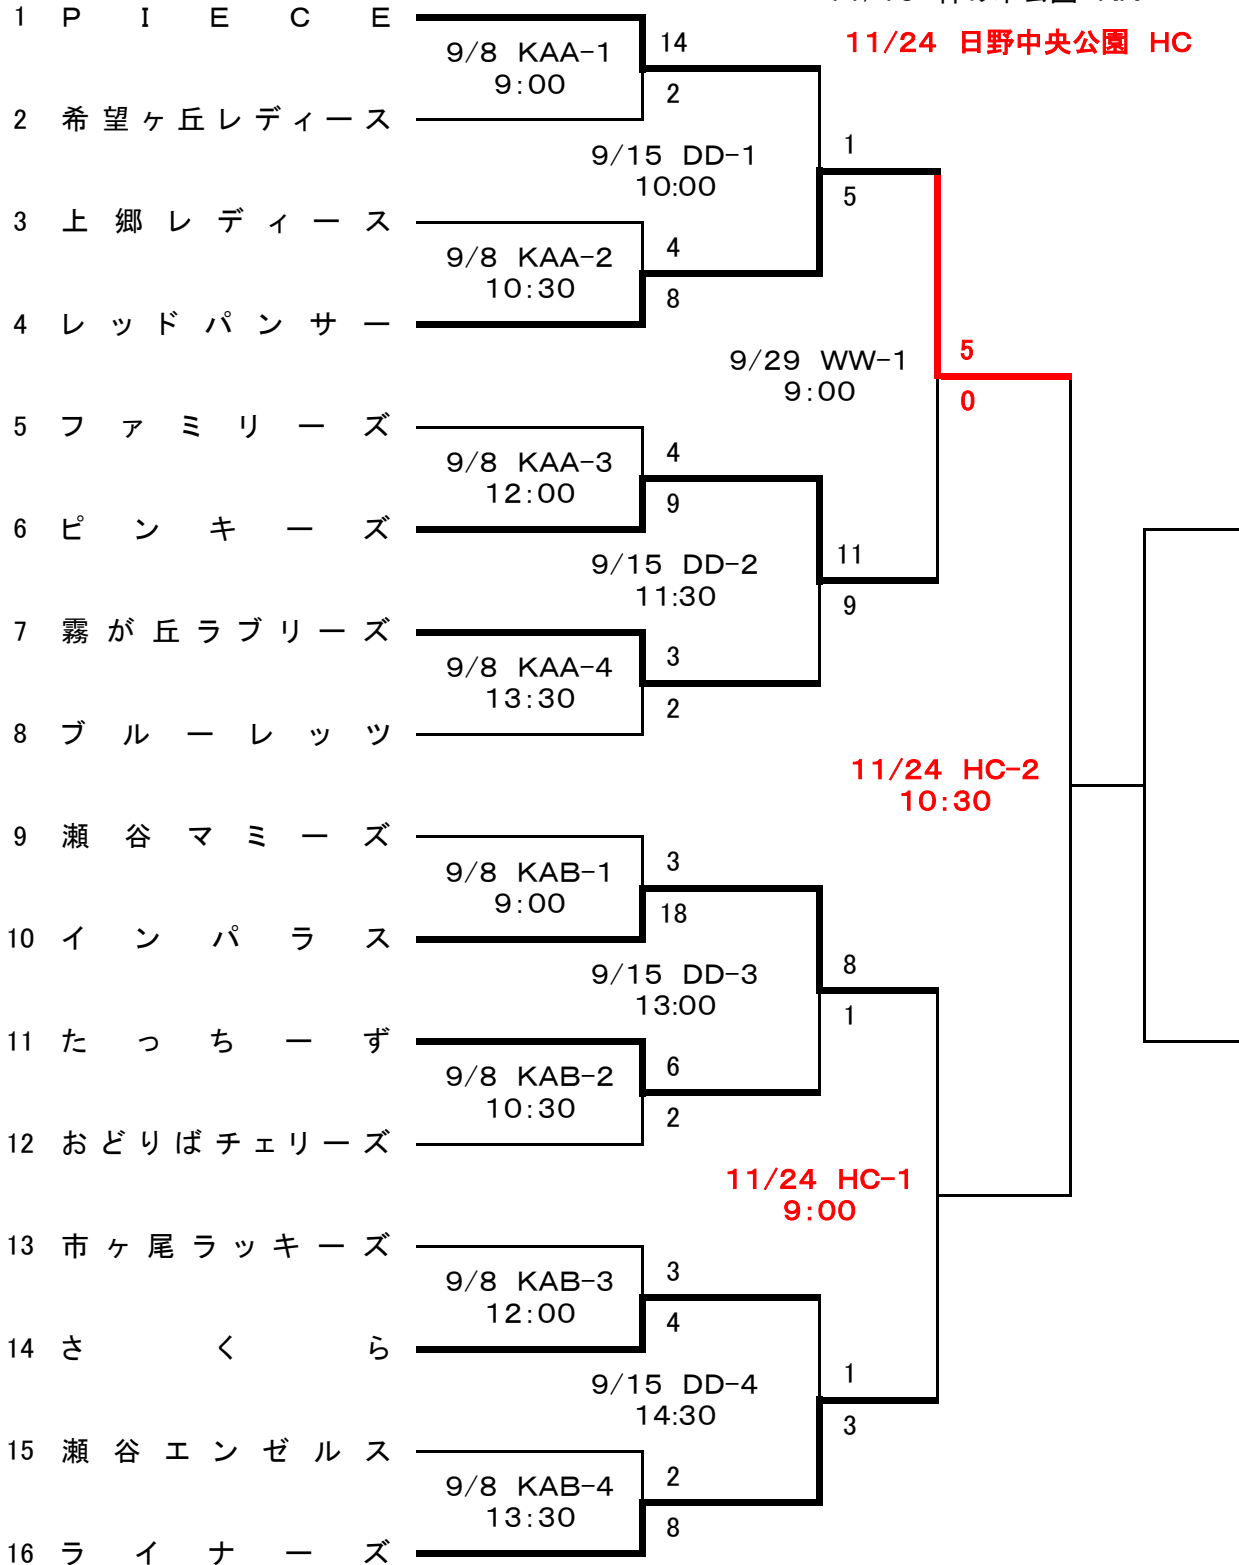 1 PIECE
11/24 日野中央公園 HC
9/8 KAA-1
9:00
14
2
2 希望ヶ丘レディース
9/15 DD-1
10:00
1
5
3 上郷レディース
9/8 KAA-2
10:30
4
8
4 レッドパンサー
9/29 WW-1
9:00
5
0
5 ファミリーズ
9/8 KAA-3
12:00
4
9
6 ピンキーズ
9/15 DD-2
11:30
11
9
7 霧が丘ラブリーズ
9/8 KAA-4
13:30
3
2
8 ブルーレッツ
11/24 HC-2
10:30
9 瀬谷マミーズ
9/8 KAB-1
9:00
3
18
10 インパラス
9/15 DD-3
13:00
8
1
11 たっちーず
9/8 KAB-2
10:30
6
2
12 おどりばチェリーズ
11/24 HC-1
9:00
13 市ヶ尾ラッキーズ
9/8 KAB-3
12:00
3
4
14 さくら
9/15 DD-4
14:30
1
3
15 瀬谷エンゼルス
9/8 KAB-4
13:30
2
8
16 ライナーズ